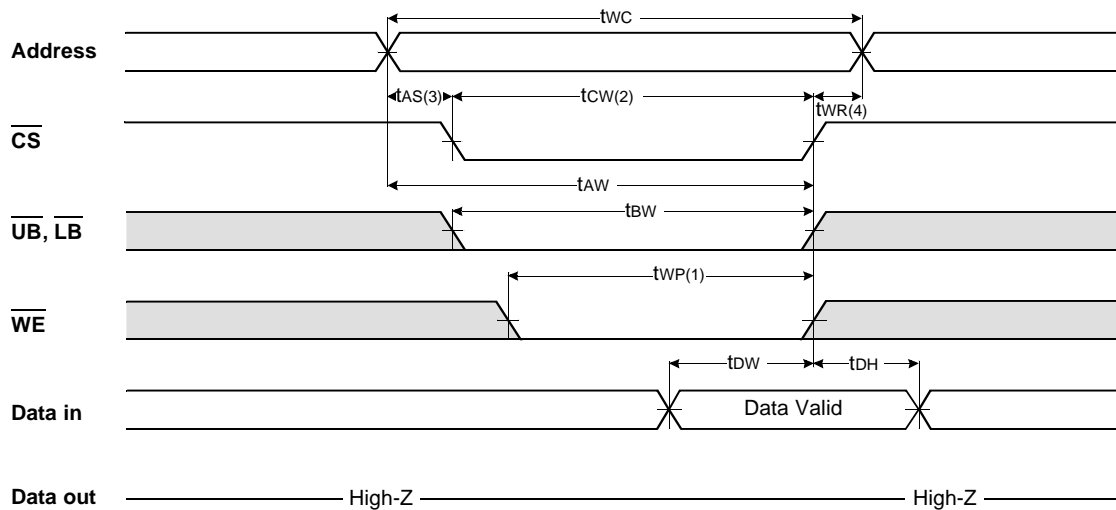 tWC
Address
tAS(3) tCW(2) tWR(4)
CS
tAW
UB, LB
tBW
WE
tWP(1)
tDW tDH
Data in Data Valid
Data out High-Z High-Z